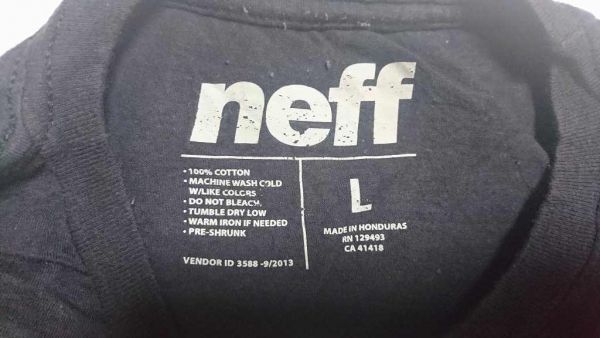 neff
• 100% COTTON
• MACHINE WASH COLD
W/LIKE COLORS
• DO NOT BLEACH.
• TUMBLE DRY LOW
• WARM IRON IF NEEDED
• PRE-SHRUNK
VENDOR ID 3588 -9/2013
L
MADE IN HONDURAS
RN 129493
CA 41418